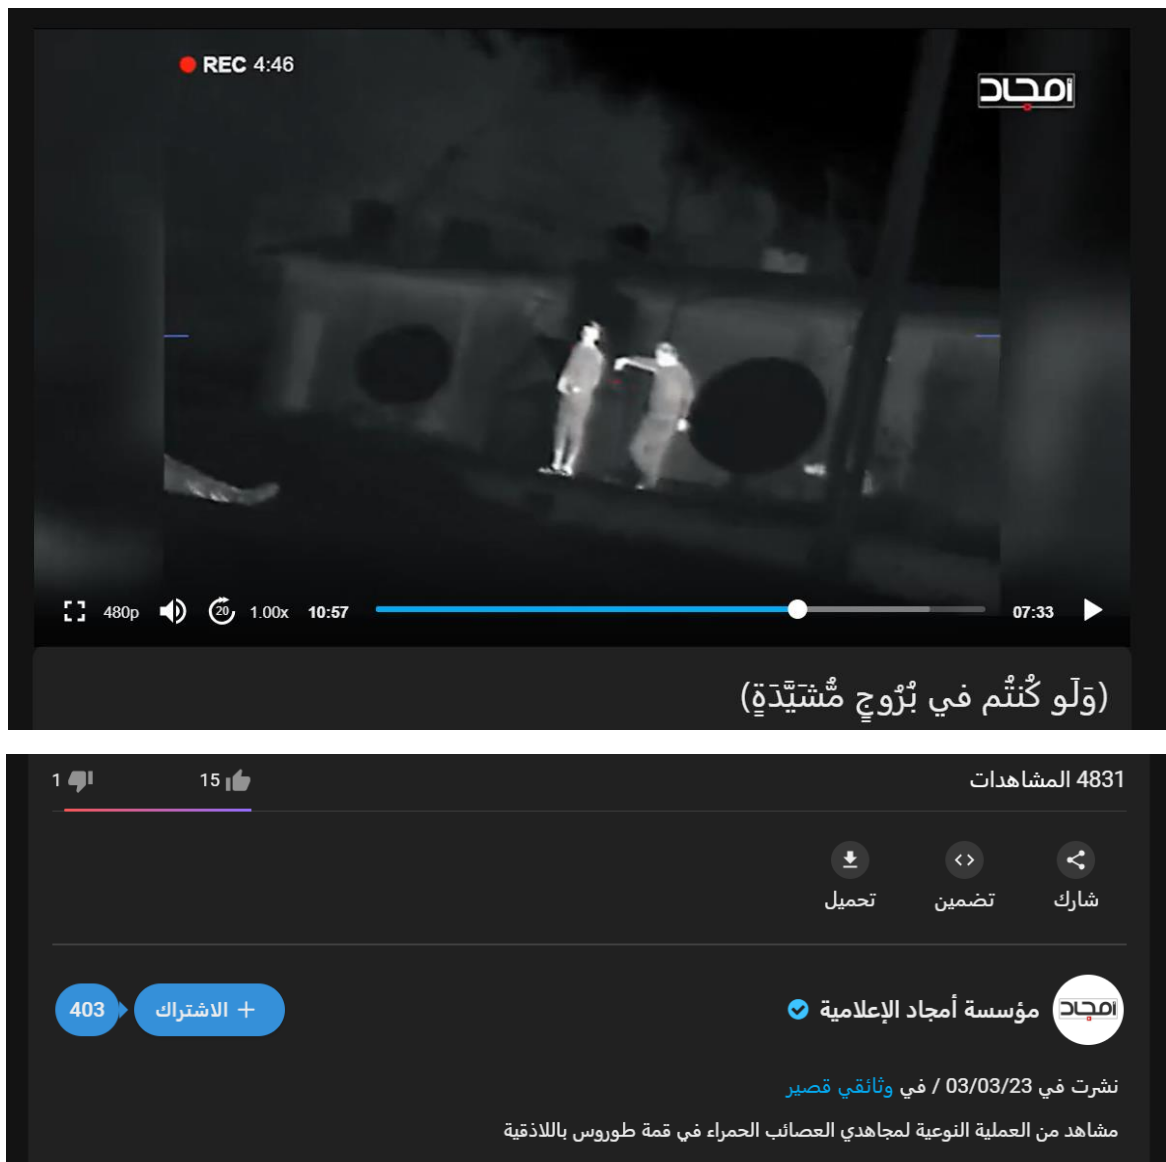 REC 4:46
أمجاد
480p 20 1.00x 10:57 07:33
(وَلَو كُنتُم في بُرُوجٍ مُّشَيَّدَةٍ)
4831 المشاهدات 15 1
شارك تضمين تحميل
أمجاد مؤسسة أمجاد الإعلامية + الاشتراك 403
نشرت في 03/03/23 / في وثائقي قصير
مشاهد من العملية النوعية لمجاهدي العصائب الحمراء في قمة طوروس باللاذقية